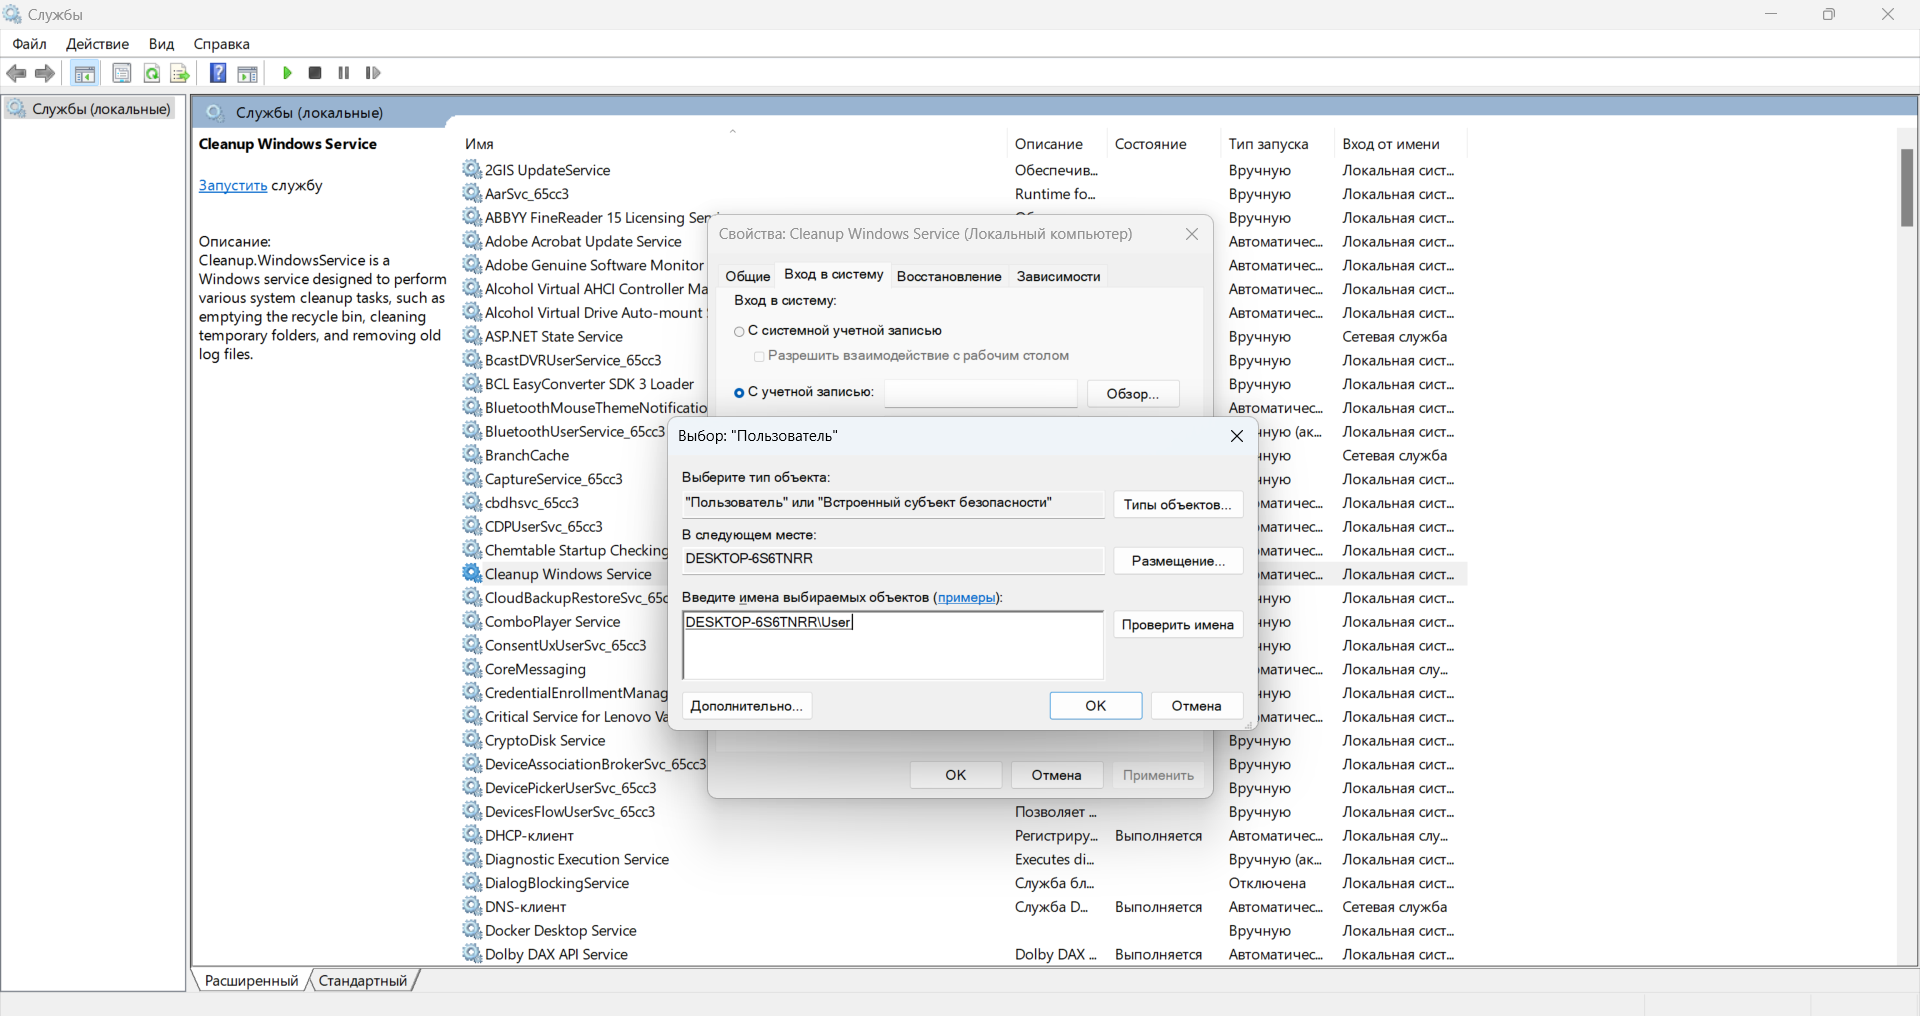 Службы
Файл Действие Вид Справка
Службы (локальные)
Службы (локальные)
Cleanup Windows Service
Запустить службу
Описание:
Cleanup.WindowsService is a
Windows service designed to perform
various system cleanup tasks, such as
emptying the recycle bin, cleaning
temporary folders, and removing old
log files.
Имя Описание Состояние Тип запуска Вход от имени
2GIS UpdateService Обеспечив... Вручную Локальная сист...
AarSvc_65cc3 Runtime fo... Вручную Локальная сист...
ABBYY FineReader 15 Licensing Ser Вручную Локальная сист...
Adobe Acrobat Update Service Автоматичес... Локальная сист...
Adobe Genuine Software Monitor Автоматичес... Локальная сист...
Alcohol Virtual AHCI Controller Ma Автоматичес... Локальная сист...
Alcohol Virtual Drive Auto-mount Автоматичес... Локальная сист...
ASP.NET State Service Вручную Сетевая служба
BcastDVRUserService_65cc3 Вручную Локальная сист...
BCL EasyConverter SDK 3 Loader Вручную Локальная сист...
BluetoothMouseThemeNotificatio Автоматичес... Локальная сист...
BluetoothUserService_65cc3 нную (ак... Локальная сист...
BranchCache нную Сетевая служба
CaptureService_65cc3 нную Локальная сист...
cbdhsvc_65cc3 матичес... Локальная сист...
CDPUserSvc_65cc3 матичес... Локальная сист...
Chemtable Startup Checking матичес... Локальная сист...
Cleanup Windows Service матичес... Локальная сист...
CloudBackupRestoreSvc_65c нную Локальная сист...
ComboPlayer Service нную Локальная сист...
ConsentUxUserSvc_65cc3 нную Локальная сист...
CoreMessaging матичес... Локальная слу...
CredentialEnrollmentManag нную Локальная сист...
Critical Service for Lenovo Va матичес... Локальная сист...
CryptoDisk Service Вручную Локальная сист...
DeviceAssociationBrokerSvc_65cc3 Вручную Локальная сист...
DevicePickerUserSvc_65cc3 Вручную Локальная сист...
DevicesFlowUserSvc_65cc3 Позволяет ... Вручную Локальная сист...
DHCP-клиент Регистриру... Выполняется Автоматичес... Локальная слу...
Diagnostic Execution Service Executes di... Вручную (ак... Локальная сист...
DialogBlockingService Служба бл... Отключена Локальная сист...
DNS-клиент Служба D... Выполняется Автоматичес... Сетевая служба
Docker Desktop Service Вручную Локальная сист...
Dolby DAX API Service Dolby DAX ... Выполняется Автоматичес... Локальная сист...
Расширенный Стандартный
Свойства: Cleanup Windows Service (Локальный компьютер)
Общие Вход в систему Восстановление Зависимости
Вход в систему:
С системной учетной записью
Разрешить взаимодействие с рабочим столом
С учетной записью: Обзор...
OK Отмена Применить
Выбор: "Пользователь"
Выберите тип объекта:
"Пользователь" или "Встроенный субъект безопасности" Типы объектов...
В следующем месте:
DESKTOP-6S6TNRR Размещение...
Введите имена выбираемых объектов (примеры):
DESKTOP-6S6TNRR\User Проверить имена
Дополнительно... OK Отмена